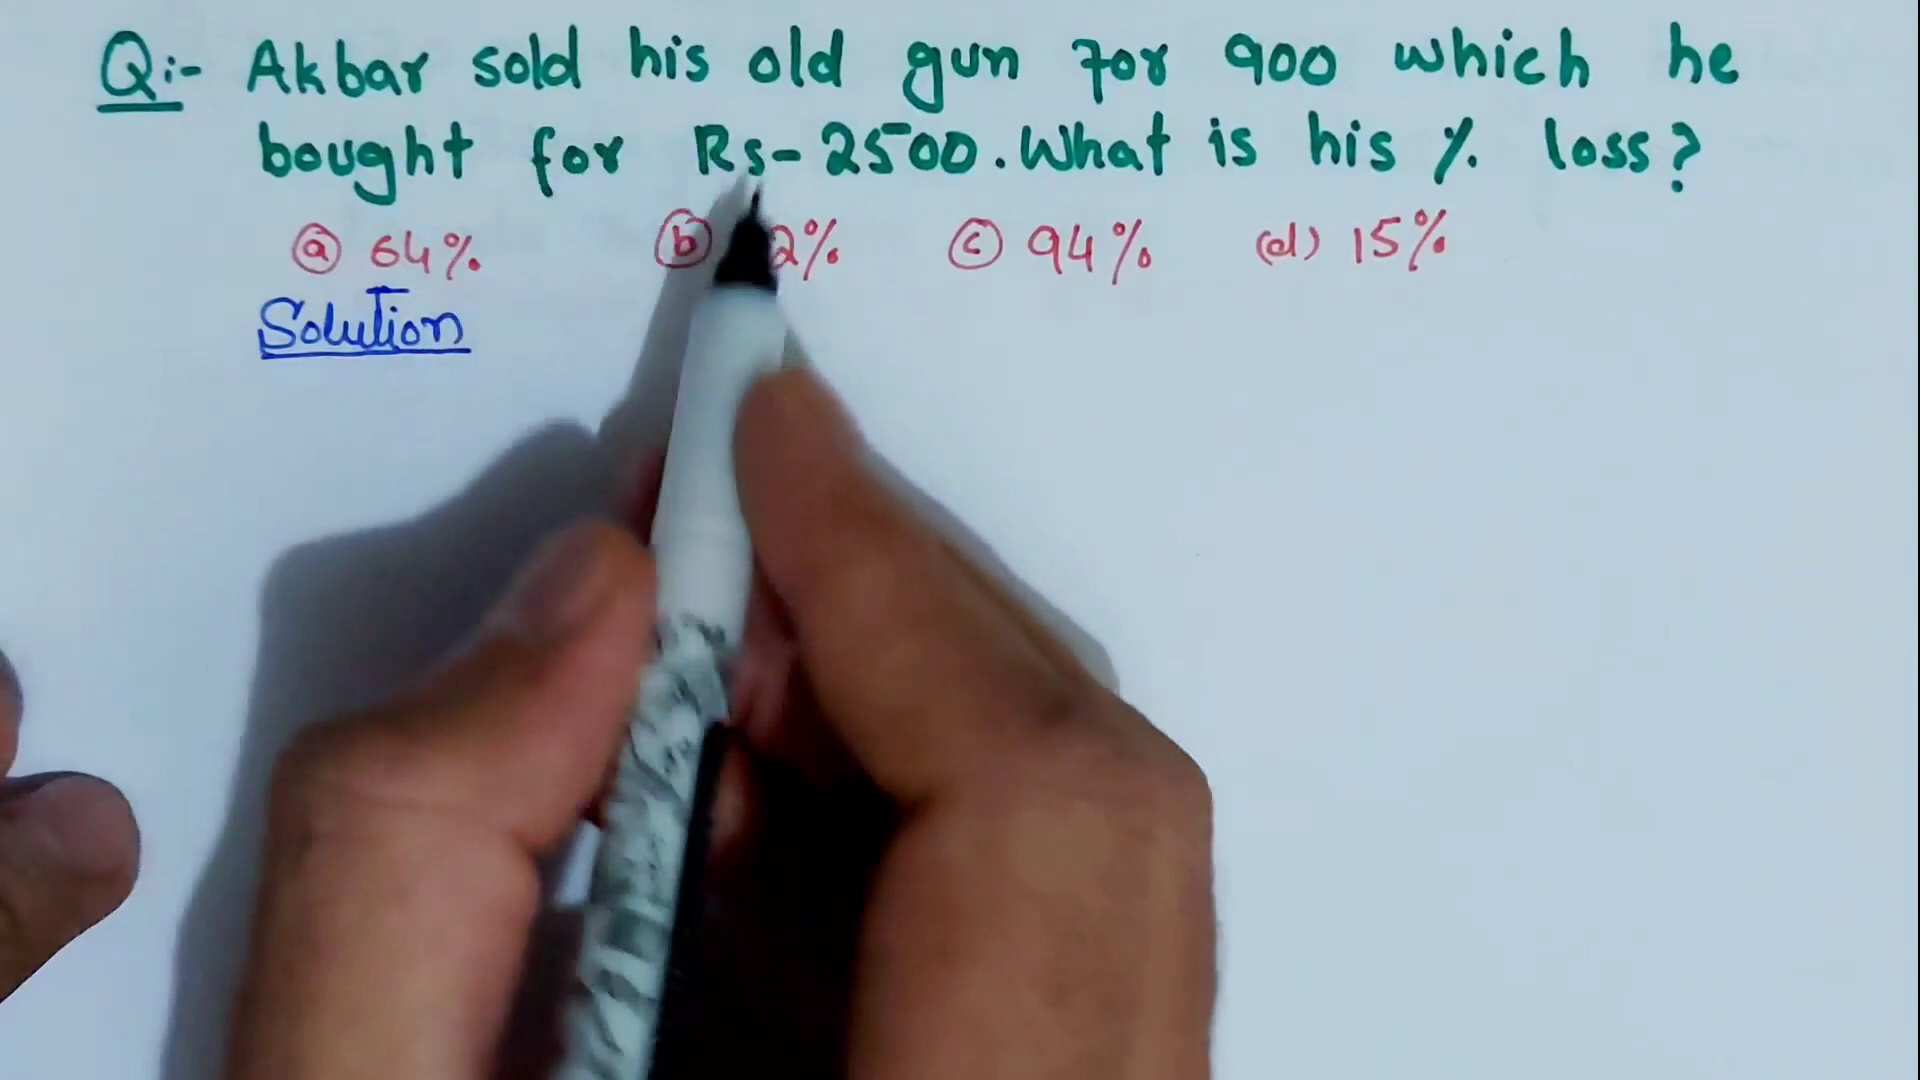 Q:- Akbar sold his old gun for 900 which he
bought for Rs-2500. What is his % loss?
(a) 64% (b) 2% (c) 94% (d) 15%
Solution